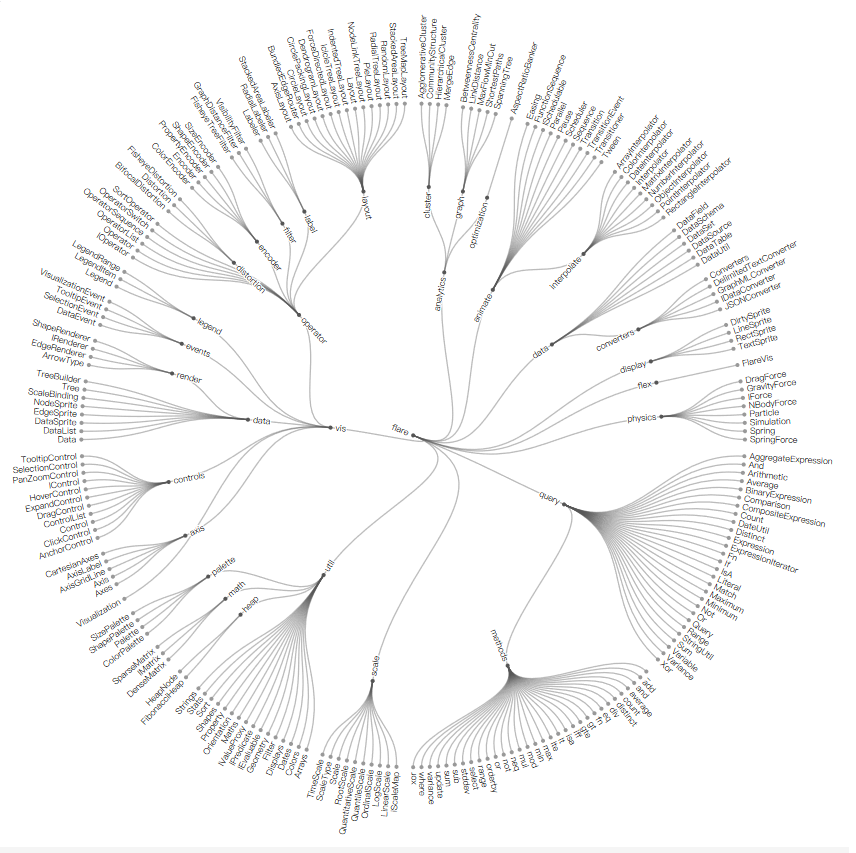 flare
analytics
cluster
AgglomerativeCluster
CommunityStructure
HierarchicalCluster
MergeEdge
graph
BetweennessCentrality
LinkDistance
MaxFlowMinCut
ShortestPaths
SpanningTree
optimization
AspectRatioBanker
animate
Easing
FunctionSequence
interpolate
ArrayInterpolator
ColorInterpolator
DateInterpolator
Interpolator
MatrixInterpolator
NumberInterpolator
ObjectInterpolator
PointInterpolator
RectangleInterpolator
ISchedulable
Parallel
Pause
Scheduler
Sequence
Transition
TransitionEvent
Transitioner
Tween
data
converters
Converters
DelimitedTextConverter
GraphMLConverter
IDataConverter
JSONConverter
DataField
DataSchema
DataSet
DataSource
DataTable
DataUtil
display
DirtySprite
LineSprite
RectSprite
TextSprite
flex
FlareVis
physics
DragForce
GravityForce
IForce
NBodyForce
Particle
Simulation
Spring
SpringForce
query
AggregateExpression
And
Arithmetic
Average
BinaryExpression
Comparison
CompositeExpression
Count
DateUtil
Distinct
Expression
ExpressionIterator
Fn
If
IsA
Literal
Match
Maximum
Minimum
Not
Or
Query
Range
StringUtil
Sum
Variable
Variance
Xor
methods
add
and
average
count
distinct
div
eq
fn
gt
gte
iff
isa
lt
lte
max
min
mod
mul
neq
not
or
orderby
range
select
stddev
sub
sum
update
variance
where
xor
scale
IScaleMap
LinearScale
LogScale
OrdinalScale
QuantileScale
QuantitativeScale
RootScale
Scale
ScaleType
TimeScale
util
Arrays
Colors
Dates
Displays
Filter
Geometry
IEvaluable
IPredicate
IValueProxy
Maths
Orientation
Property
Shapes
Sort
Stats
Strings
heap
FibonacciHeap
HeapNode
math
DenseMatrix
IMatrix
SparseMatrix
palette
ColorPalette
Palette
ShapePalette
SizePalette
vis
Visualization
axis
Axes
Axis
AxisGridLine
AxisLabel
CartesianAxes
controls
AnchorControl
ClickControl
Control
ControlList
DragControl
ExpandControl
HoverControl
IControl
PanZoomControl
SelectionControl
TooltipControl
data
Data
DataList
DataSprite
EdgeSprite
NodeSprite
ScaleBinding
Tree
TreeBuilder
render
ArrowType
EdgeRenderer
IRenderer
ShapeRenderer
events
DataEvent
SelectionEvent
TooltipEvent
VisualizationEvent
legend
Legend
LegendItem
LegendRange
operator
IOperator
Operator
OperatorList
OperatorSequence
OperatorSwitch
SortOperator
distortion
BifocalDistortion
Distortion
FisheyeDistortion
encoder
ColorEncoder
Encoder
PropertyEncoder
ShapeEncoder
SizeEncoder
filter
FisheyeTreeFilter
GraphDistanceFilter
VisibilityFilter
label
Labeler
RadialLabeler
StackedAreaLabeler
layout
AxisLayout
BundledEdgeRouter
CircleLayout
CirclePackingLayout
DendrogramLayout
ForceDirectedLayout
IcicleTreeLayout
IndentedTreeLayout
Layout
NodeLinkTreeLayout
PieLayout
RadialTreeLayout
RandomLayout
StackedAreaLayout
TreeMapLayout